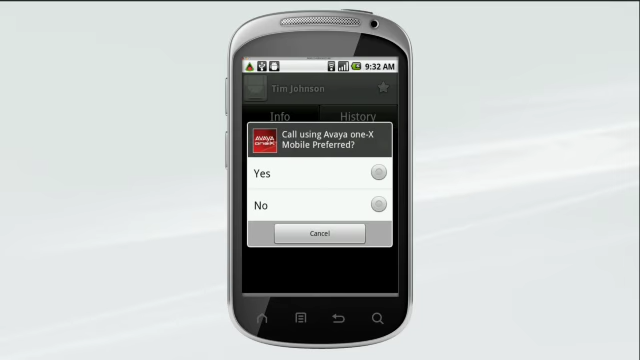 9:32 AM
Tim Johnson
Info
History
AVAYA
one-X
Call using Avaya one-X
Mobile Preferred?
Yes
No
Cancel